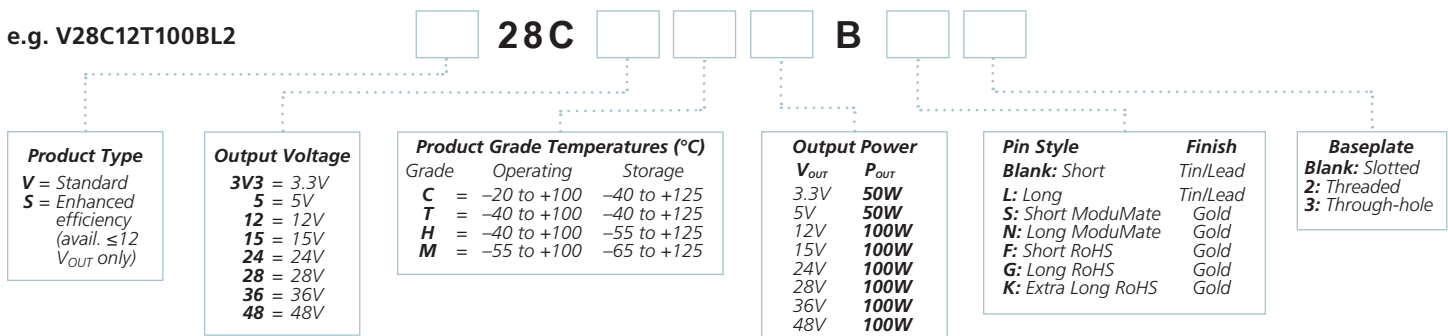 e.g. V28C12T100BL2
28C B
Product Type
V = Standard
S = Enhanced
efficiency
(avail. ≤12
VOUT only)
Output Voltage
3V3 = 3.3V
5 = 5V
12 = 12V
15 = 15V
24 = 24V
28 = 28V
36 = 36V
48 = 48V
Product Grade Temperatures (°C)
Grade Operating Storage
C = –20 to +100 –40 to +125
T = –40 to +100 –40 to +125
H = –40 to +100 –55 to +125
M = –55 to +100 –65 to +125
Output Power
VOUT POUT
3.3V 50W
5V 50W
12V 100W
15V 100W
24V 100W
28V 100W
36V 100W
48V 100W
Pin Style Finish
Blank: Short Tin/Lead
L: Long Tin/Lead
S: Short ModuMate Gold
N: Long ModuMate Gold
F: Short RoHS Gold
G: Long RoHS Gold
K: Extra Long RoHS Gold
Baseplate
Blank: Slotted
2: Threaded
3: Through-hole